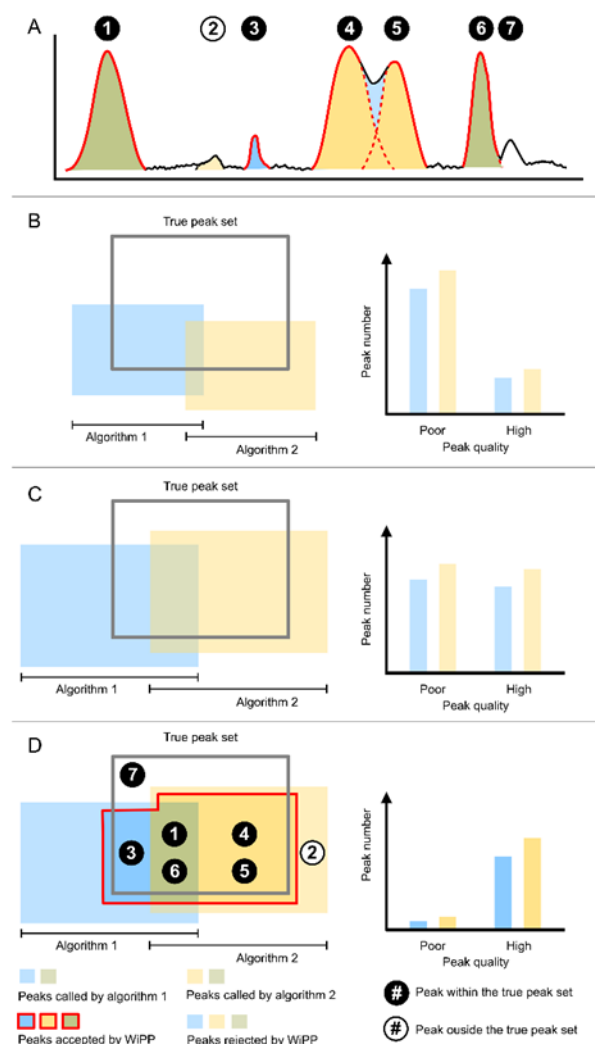 A
1 2 3 4 5 6 7
B
True peak set
Algorithm 1
Algorithm 2
Peak number
Poor High
Peak quality
C
True peak set
Algorithm 1
Algorithm 2
Peak number
Poor High
Peak quality
D
True peak set
7
1 4
3 2
6 5
Algorithm 1
Algorithm 2
Peak number
Poor High
Peak quality
Peaks called by algorithm 1
Peaks called by algorithm 2
# Peak within the true peak set
Peaks accepted by WiPP
Peaks rejected by WiPP
# Peak ouside the true peak set